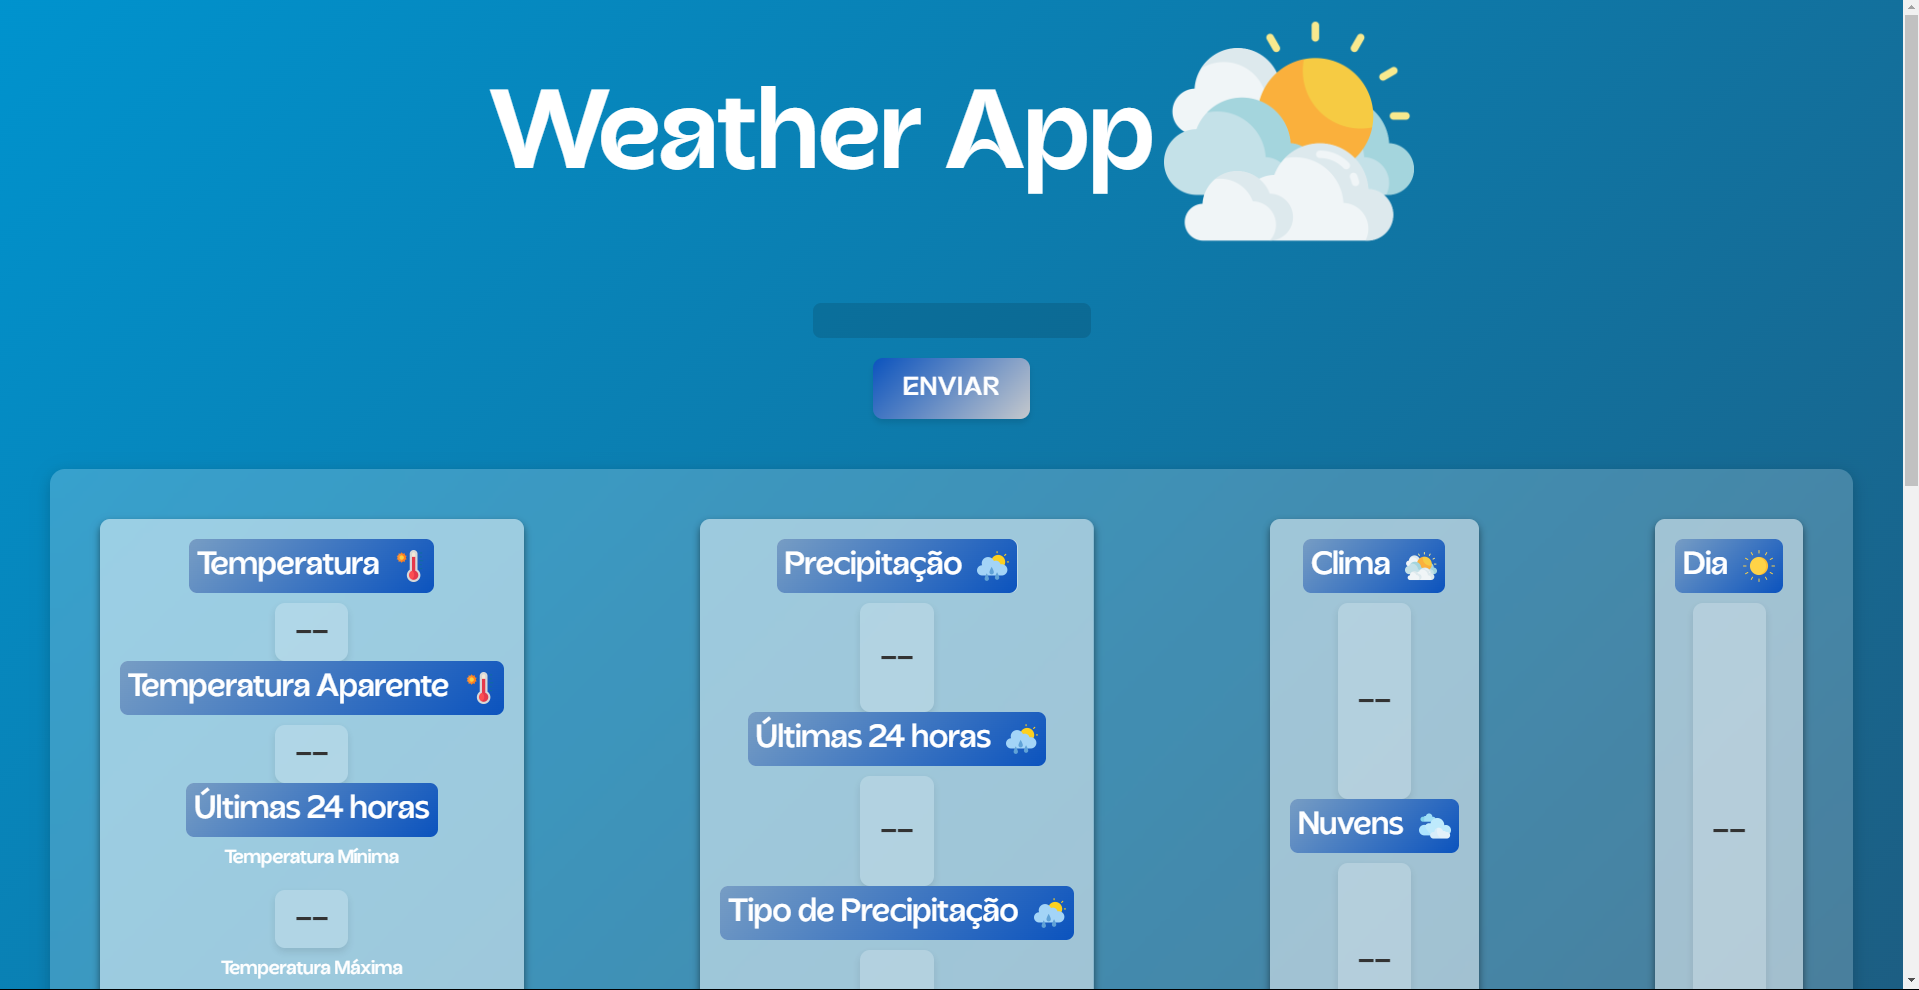 Weather App
ENVIAR
Temperatura
--
Temperatura Aparente
--
Últimas 24 horas
Temperatura Mínima
--
Temperatura Máxima
Precipitação
--
Últimas 24 horas
--
Tipo de Precipitação
Clima
--
Nuvens
--
Dia
--